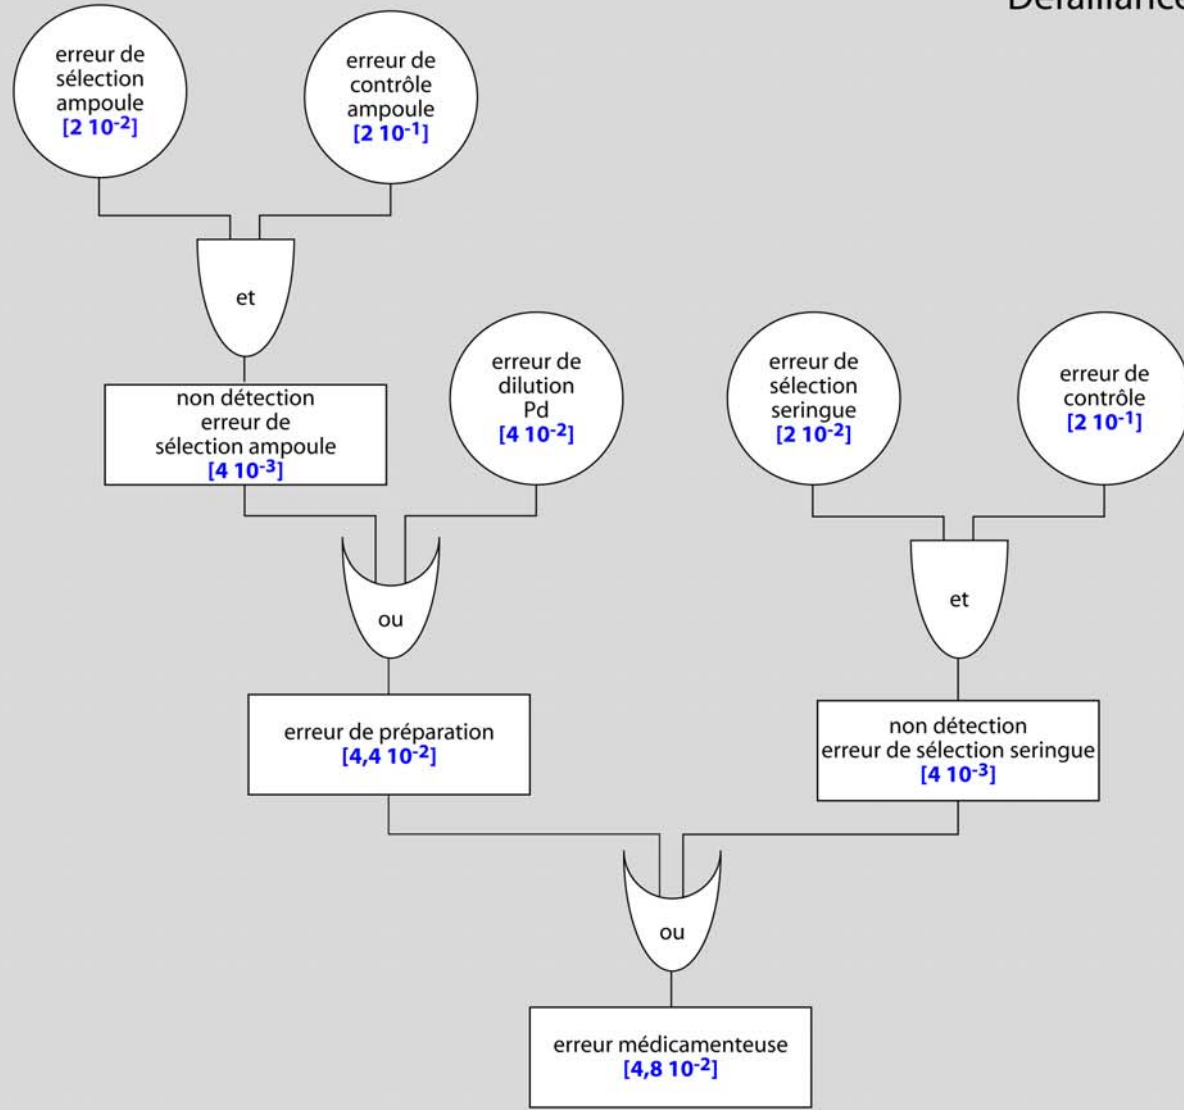 Défaillance
erreur de
sélection
ampoule
[2 10-2]
erreur de
contrôle
ampoule
[2 10-1]
et
non détection
erreur de
sélection ampoule
[4 10-3]
erreur de
dilution
Pd
[4 10-2]
erreur de
sélection
seringue
[2 10-2]
erreur de
contrôle
[2 10-1]
ou
et
erreur de préparation
[4,4 10-2]
non détection
erreur de sélection seringue
[4 10-3]
ou
erreur médicamenteuse
[4,8 10-2]